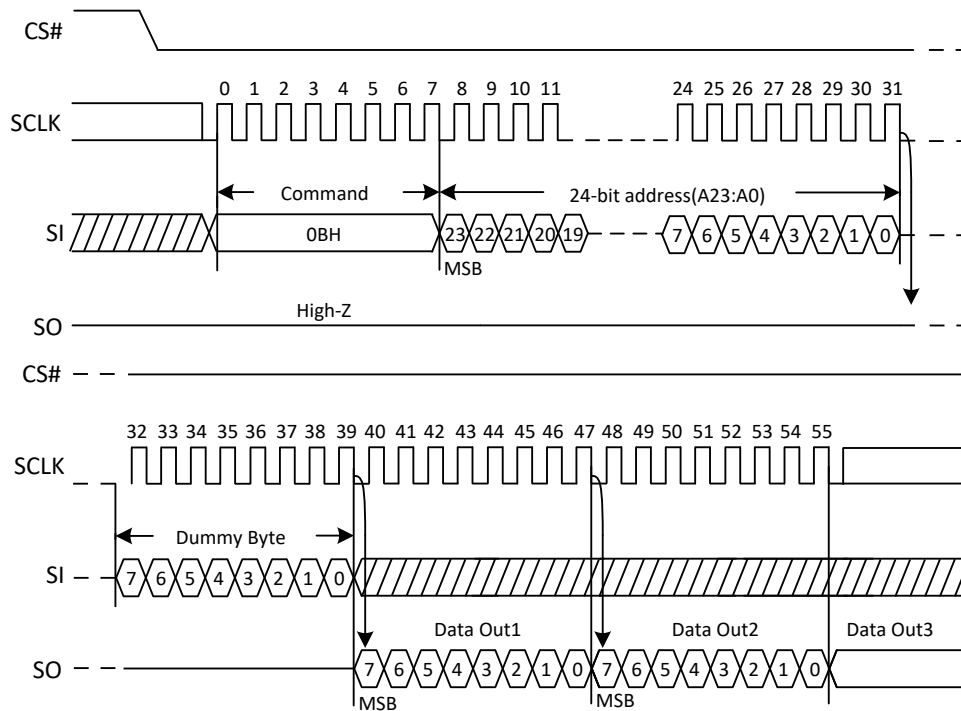 CS#
0 1 2 3 4 5 6 7 8 9 10 11 24 25 26 27 28 29 30 31
SCLK
Command 24-bit address(A23:A0)
SI 0BH 23 22 21 20 19 7 6 5 4 3 2 1 0
MSB
High-Z
SO
CS#
32 33 34 35 36 37 38 39 40 41 42 43 44 45 46 47 48 49 50 51 52 53 54 55
SCLK
Dummy Byte
SI 7 6 5 4 3 2 1 0
Data Out1 Data Out2 Data Out3
SO 7 6 5 4 3 2 1 0 7 6 5 4 3 2 1 0
MSB MSB